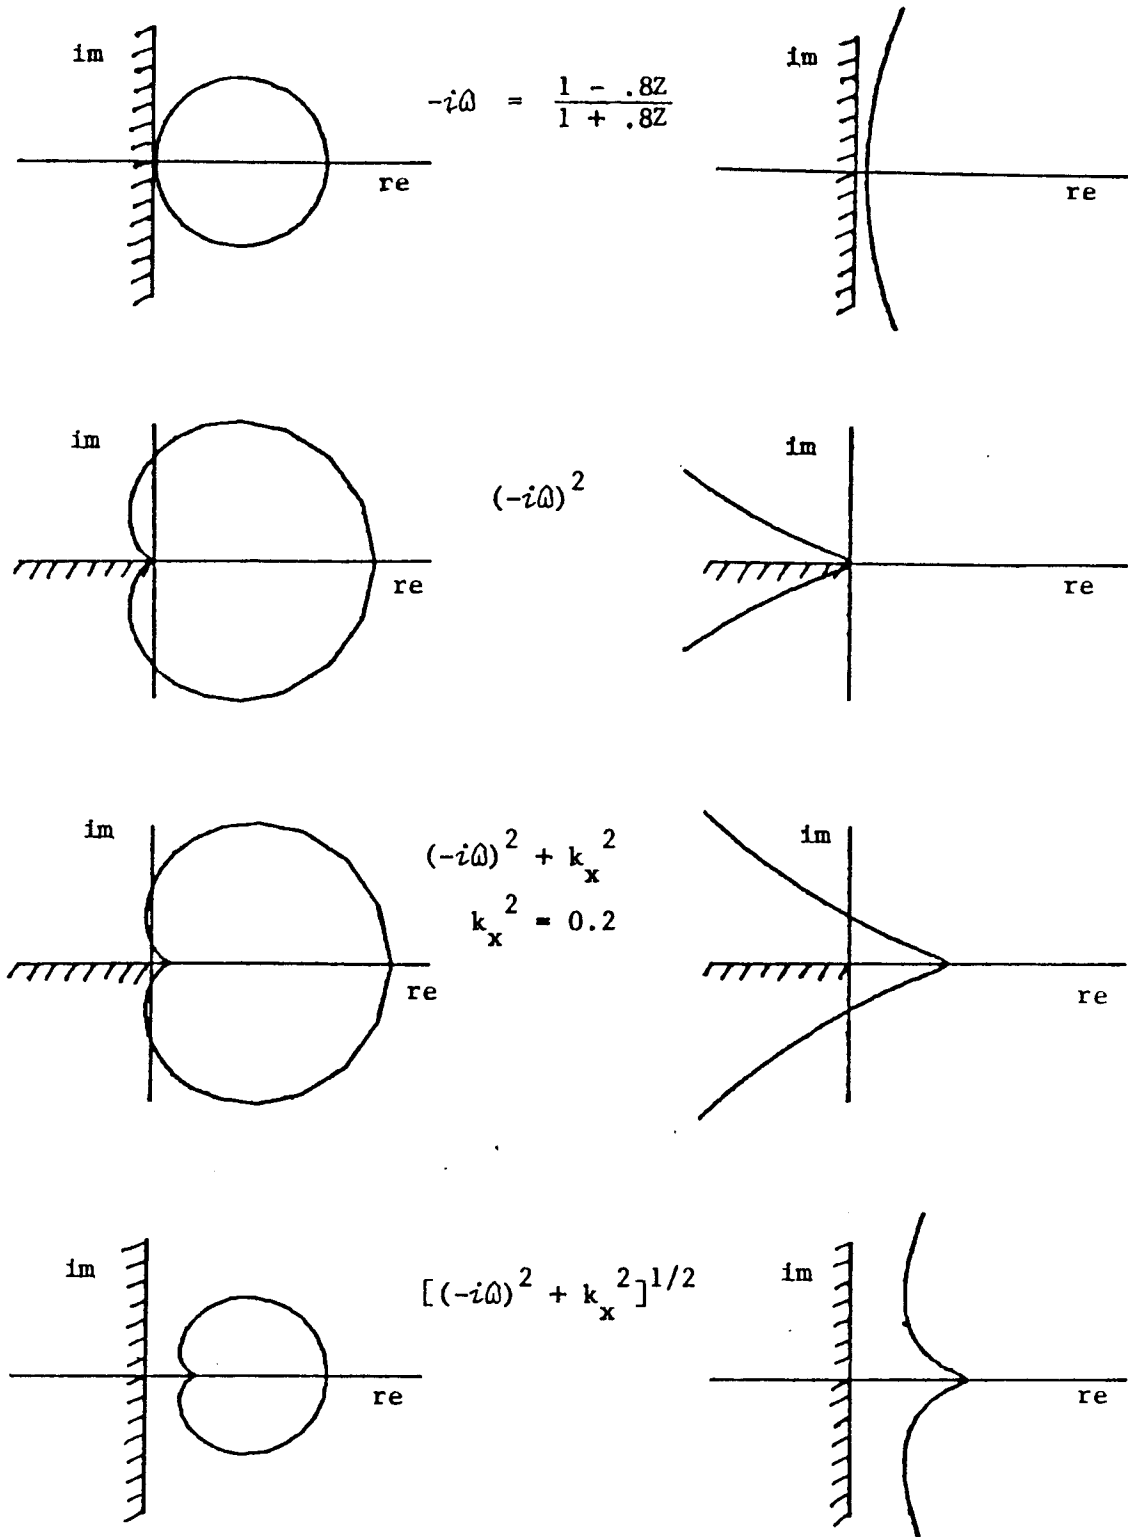 im
-iω̂ = (1 - .8Z)/(1 + .8Z)
re
im
re
im
(-iω̂)²
re
im
re
im
(-iω̂)² + kₓ²
kₓ² = 0.2
re
im
re
im
[(-iω̂)² + kₓ²]^1/2
re
im
re